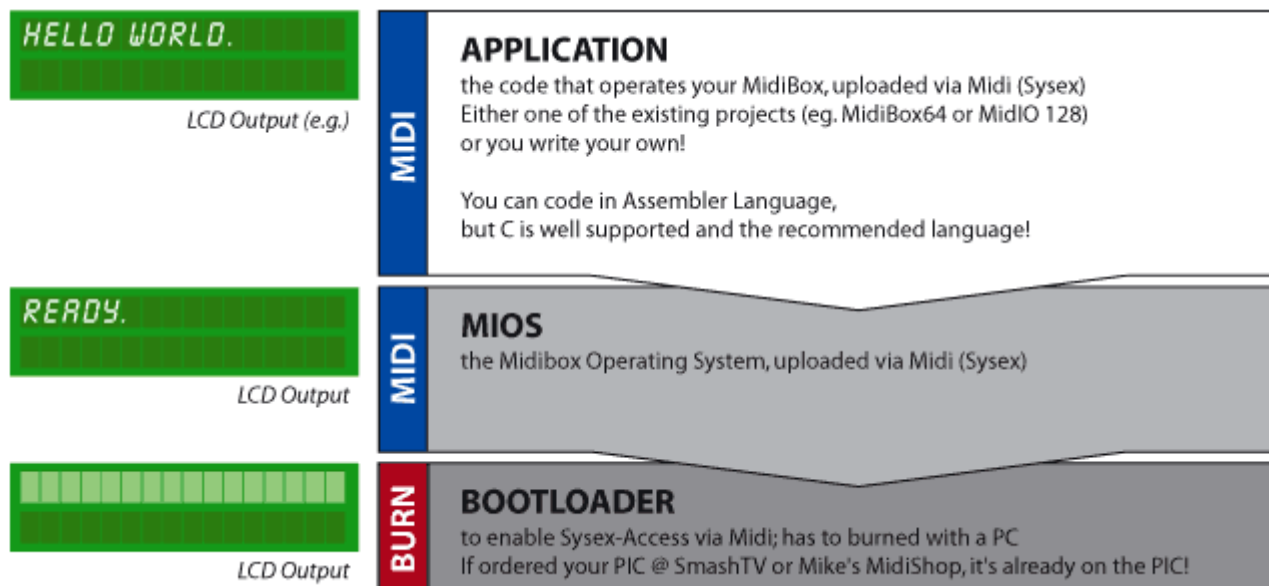 HELLO WORLD.
LCD Output (e.g.)
MIDI
APPLICATION
the code that operates your MidiBox, uploaded via Midi (Sysex)
Either one of the existing projects (eg. MidiBox64 or MidIO 128)
or you write your own!
You can code in Assembler Language,
but C is well supported and the recommended language!
READY.
LCD Output
MIDI
MIOS
the Midibox Operating System, uploaded via Midi (Sysex)
LCD Output
BURN
BOOTLOADER
to enable Sysex-Access via Midi; has to burned with a PC
If ordered your PIC @ SmashTV or Mike's MidiShop, it's already on the PIC!